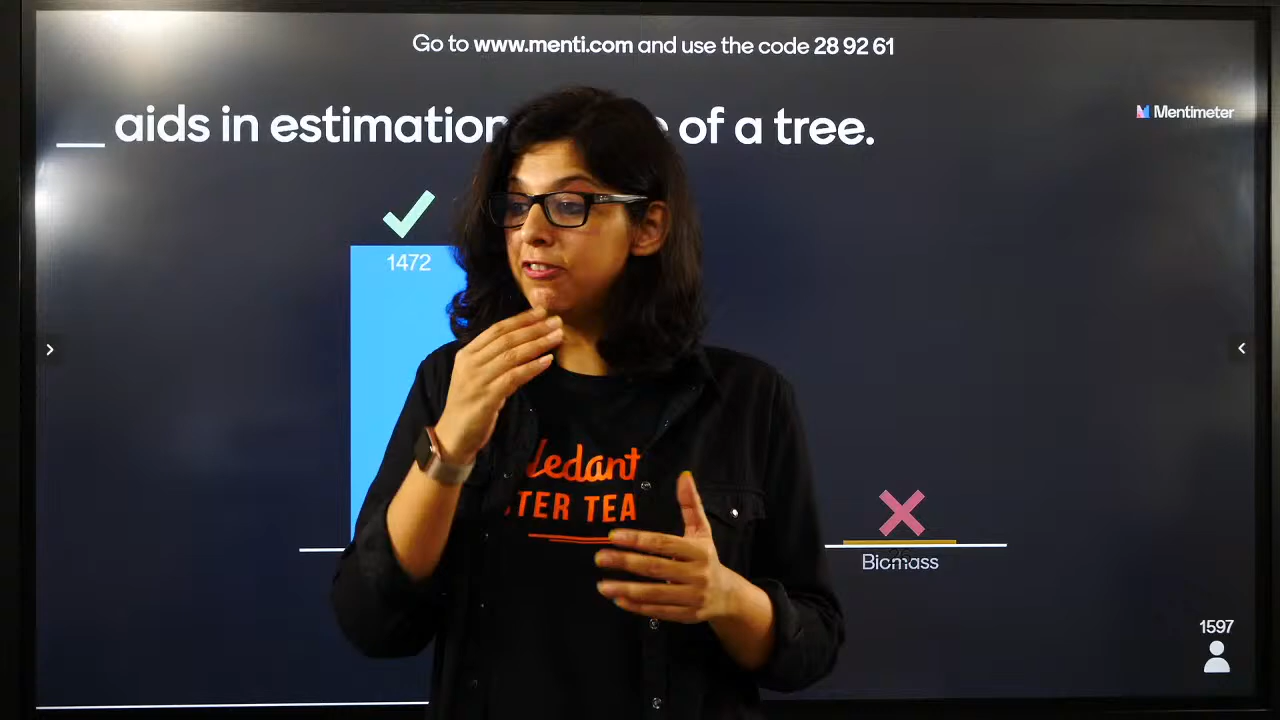 Go to www.menti.com and use the code 28 92 61
__ aids in estimation of a tree.
Mentimeter
1472
Vedant
TER TEA
Biomass
1597